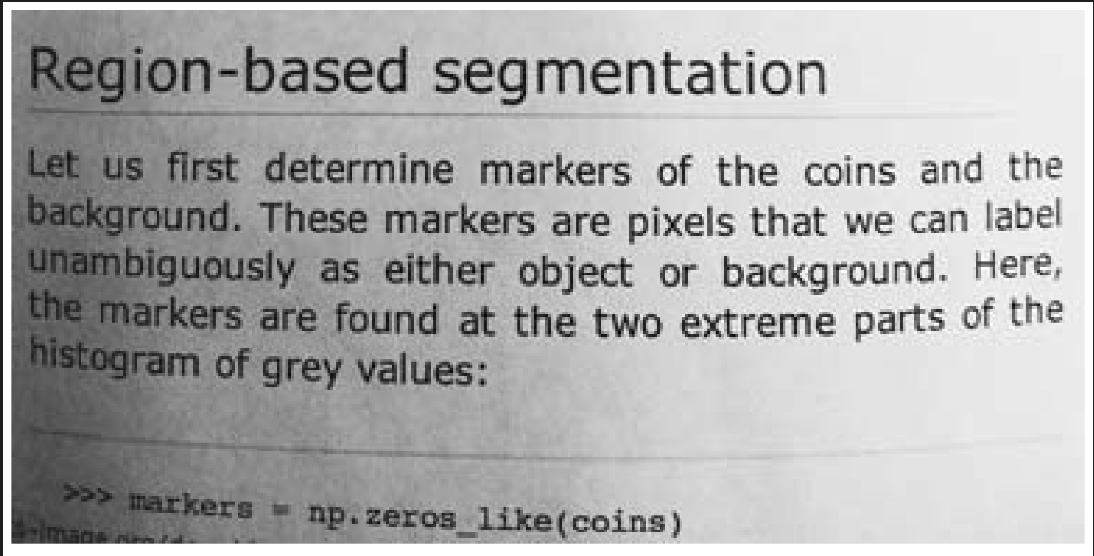 Region-based segmentation
Let us first determine markers of the coins and the
background. These markers are pixels that we can label
unambiguously as either object or background. Here,
the markers are found at the two extreme parts of the
histogram of grey values:
>>> markers = np.zeros_like(coins)